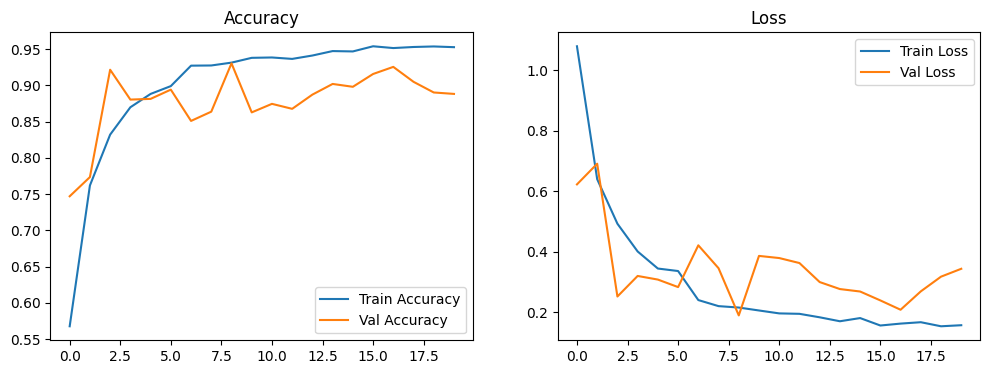 Accuracy
0.95
0.90
0.85
0.80
0.75
0.70
0.65
0.60
0.55
Train Accuracy
Val Accuracy
0.0 2.5 5.0 7.5 10.0 12.5 15.0 17.5
Loss
Train Loss
Val Loss
1.0
0.8
0.6
0.4
0.2
0.0 2.5 5.0 7.5 10.0 12.5 15.0 17.5